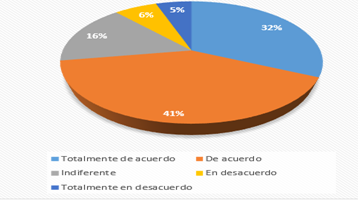 5%
6%
16%
32%
41%
Totalmente de acuerdo De acuerdo
Indiferente En desacuerdo
Totalmente en desacuerdo